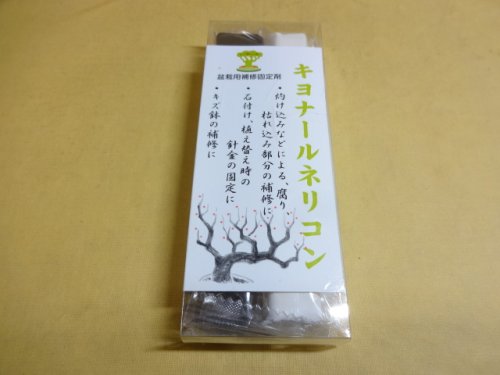 盆栽用補修固定剤
キヨナールネリコン
・灼け込みなどによる、腐り、
枯れ込み部分の補修に
・石付け、植え替え時の
針金の固定に
・キズ鉢の補修に